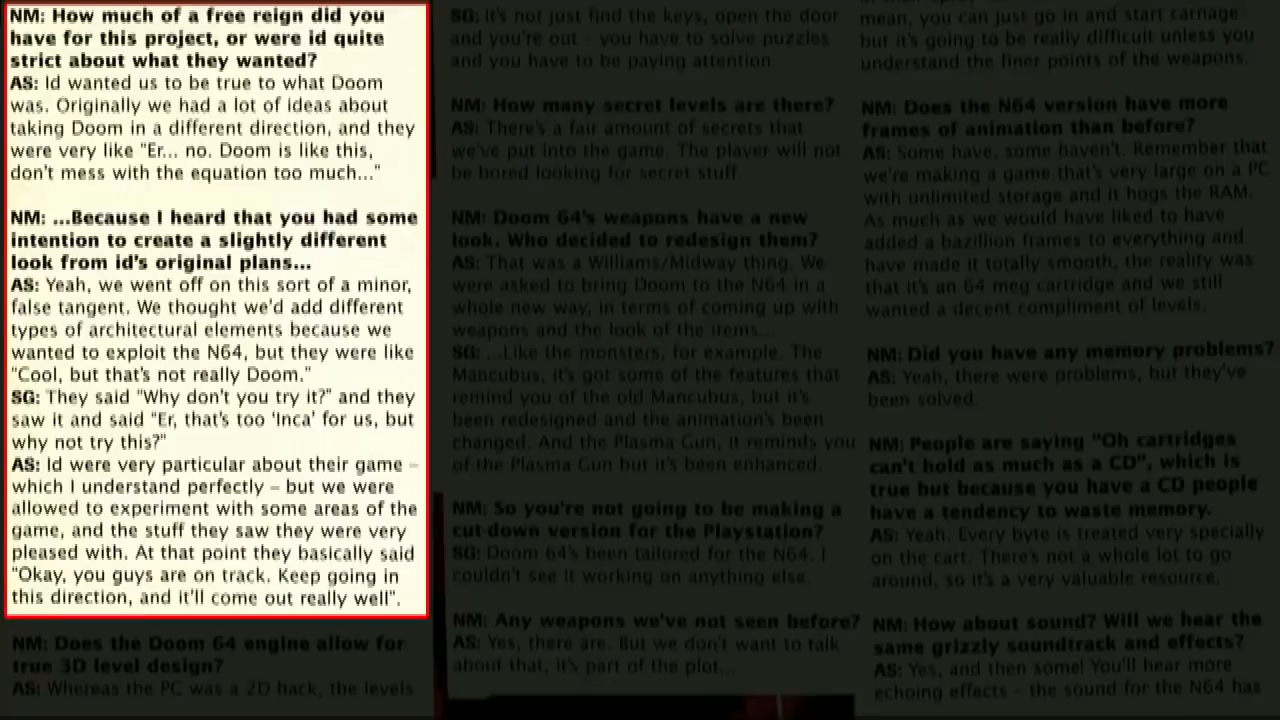 NM: How much of a free reign did you
have for this project, or were id quite
strict about what they wanted?
AS: Id wanted us to be true to what Doom
was. Originally we had a lot of ideas about
taking Doom in a different direction, and they
were very like "Er... no. Doom is like this,
don't mess with the equation too much..."
NM: ...Because I heard that you had some
intention to create a slightly different
look from id's original plans...
AS: Yeah, we went off on this sort of a minor,
false tangent. We thought we'd add different
types of architectural elements because we
wanted to exploit the N64, but they were like
"Cool, but that's not really Doom."
SG: They said "Why don't you try it?" and they
saw it and said "Er, that's too 'Inca' for us, but
why not try this?"
AS: Id were very particular about their game –
which I understand perfectly – but we were
allowed to experiment with some areas of the
game, and the stuff they saw they were very
pleased with. At that point they basically said
"Okay, you guys are on track. Keep going in
this direction, and it'll come out really well".
NM: Does the Doom 64 engine allow for
true 3D level design?
AS: Whereas the PC was a 2D hack, the levels
SG: It's not just find the keys, open the door
and you're out - you have to solve puzzles
and you have to be paying attention.
NM: How many secret levels are there?
AS: There's a fair amount of secrets that
we've put into the game. The player will not
be bored looking for secret stuff.
NM: Doom 64's weapons have a new
look. Who decided to redesign them?
AS: That was a Williams/Midway thing. We
were asked to bring Doom to the N64 in a
whole new way, in terms of coming up with
weapons and the look of the items...
SG: ...Like the monsters, for example. The
Mancubus, it's got some of the features that
remind you of the old Mancubus, but it's
been redesigned and the animation's been
changed. And the Plasma Gun, it reminds you
of the Plasma Gun but it's been enhanced.
NM: So you're not going to be making a
cut-down version for the Playstation?
SG: Doom 64's been tailored for the N64. I
couldn't see it working on anything else.
NM: Any weapons we've not seen before?
AS: Yes, there are. But we don't want to talk
about that, it's part of the plot...
mean, you can just go in and start carnage
but it's going to be really difficult unless you
understand the finer points of the weapons.
NM: Does the N64 version have more
frames of animation than before?
AS: Some have, some haven't. Remember that
we're making a game that's very large on a PC
with unlimited storage and it hogs the RAM.
As much as we would have liked to have
added a bazillion frames to everything and
have made it totally smooth, the reality was
that it's an 64 meg cartridge and we still
wanted a decent compliment of levels.
NM: Did you have any memory problems?
AS: Yeah, there were problems, but they've
been solved.
NM: People are saying "Oh cartridges
can't hold as much as a CD", which is
true but because you have a CD people
have a tendency to waste memory.
AS: Yeah. Every byte is treated very specially
on the cart. There's not a whole lot to go
around, so it's a very valuable resource.
NM: How about sound? Will we hear the
same grizzly soundtrack and effects?
AS: Yes, and then some! You'll hear more
echoing effects - the sound for the N64 has